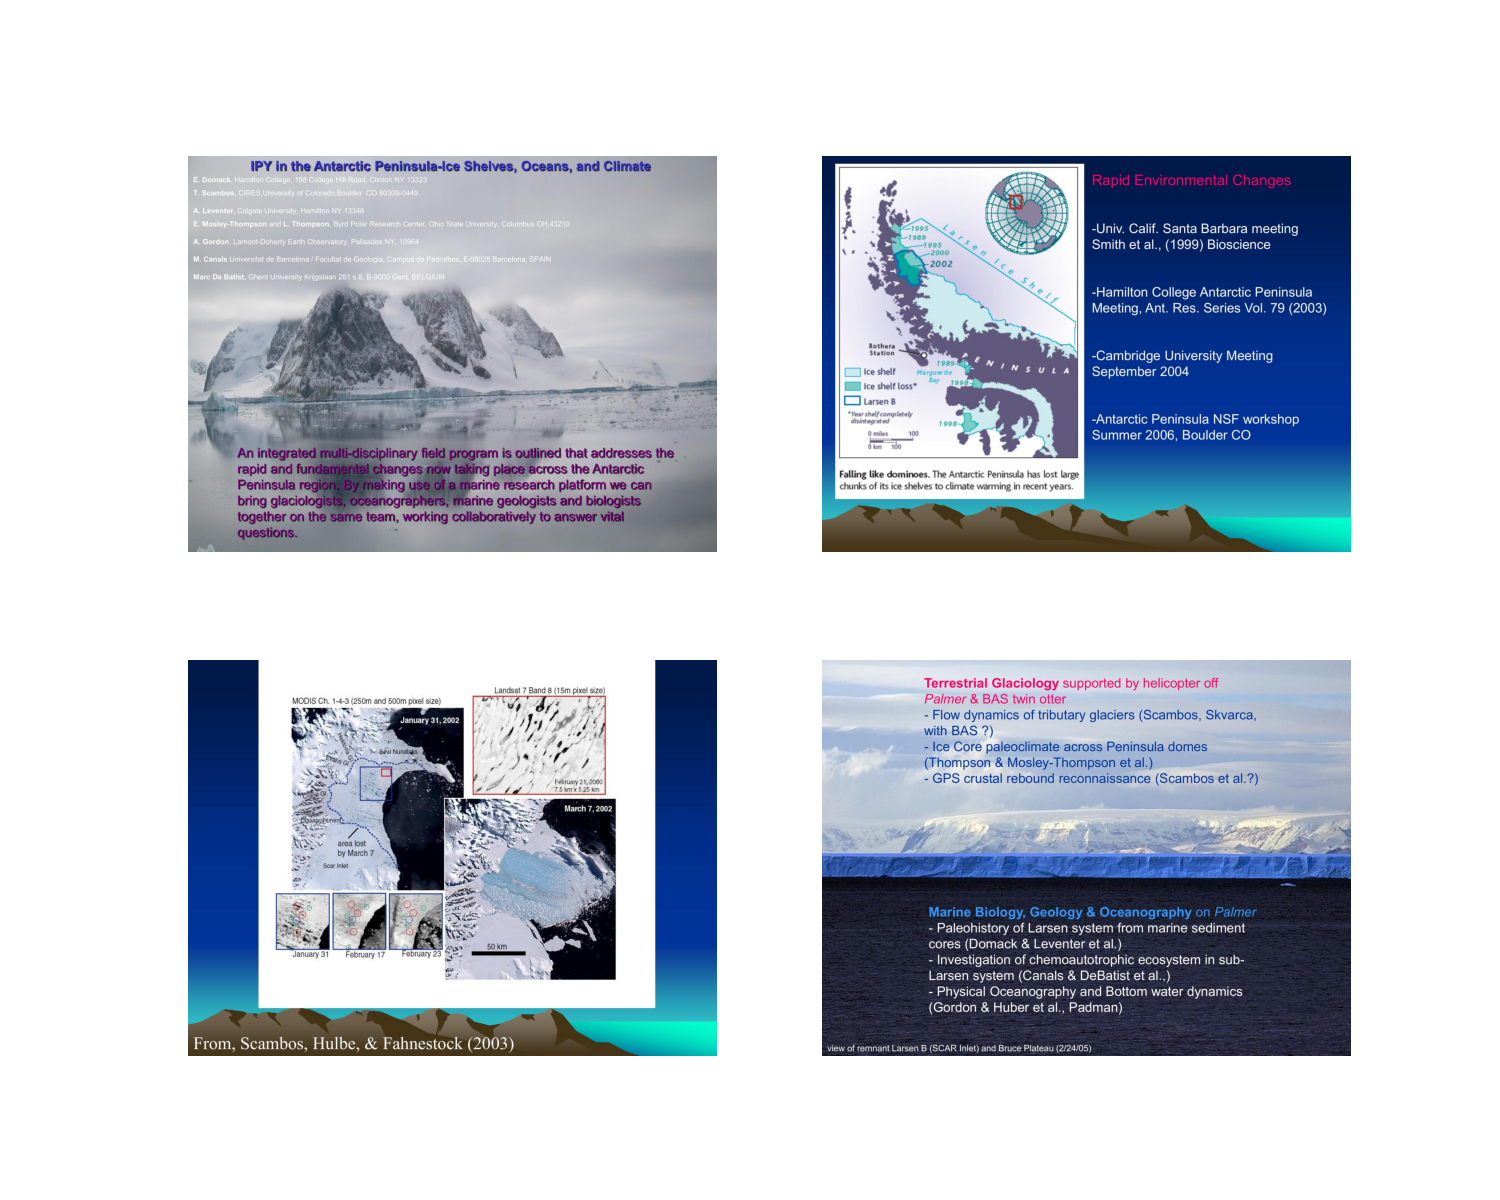 IPY in the Antarctic Peninsula-Ice Shelves, Oceans, and Climate
E. Domack, Hamilton College, 198 College Hill Road, Clinton NY 13323
T. Scambos, CIRES,University of Colorado,Boulder CO 80309-0449
A. Leventer, Colgate University, Hamilton NY 13346
E. Mosley-Thompson and L. Thompson, Byrd Polar Research Center, Ohio State University, Columbus OH,43210
A. Gordon, Lamont-Doherty Earth Observatory, Palisades NY, 10964
M. Canals Universitat de Barcelona / Facultat de Geologia, Campus de Pedralbes, E-08028 Barcelona, SPAIN
Marc De Batist, Ghent University Krijgslaan 281 s.8, B-9000 Gent, BELGIUM
An integrated multi-disciplinary field program is outlined that addresses the
rapid and fundamental changes now taking place across the Antarctic
Peninsula region. By making use of a marine research platform we can
bring glaciologists, oceanographers, marine geologists and biologists
together on the same team, working collaboratively to answer vital
questions.
1995
1989
1995
2000
2002
Larsen Ice Shelf
Rothera
Station
PENINSULA
1989
Marguerite
Bay
1998
1998
Ice shelf
Ice shelf loss*
Larsen B
*Year shelf completely
disintegrated
0 miles 100
0 km 100
Falling like dominoes. The Antarctic Peninsula has lost large
chunks of its ice shelves to climate warming in recent years.
Rapid Environmental Changes
-Univ. Calif. Santa Barbara meeting
Smith et al., (1999) Bioscience
-Hamilton College Antarctic Peninsula
Meeting, Ant. Res. Series Vol. 79 (2003)
-Cambridge University Meeting
September 2004
-Antarctic Peninsula NSF workshop
Summer 2006, Boulder CO
MODIS Ch. 1-4-3 (250m and 500m pixel size)
Landsat 7 Band 8 (15m pixel size)
January 31, 2002
Seal Nunataks
February 21, 2000
7.5 km x 5.25 km
March 7, 2002
area lost
by March 7
Scar Inlet
January 31
February 17
February 23
50 km
From, Scambos, Hulbe, & Fahnestock (2003)
Terrestrial Glaciology supported by helicopter off
Palmer & BAS twin otter
- Flow dynamics of tributary glaciers (Scambos, Skvarca,
with BAS ?)
- Ice Core paleoclimate across Peninsula domes
(Thompson & Mosley-Thompson et al.)
- GPS crustal rebound reconnaissance (Scambos et al.?)
Marine Biology, Geology & Oceanography on Palmer
- Paleohistory of Larsen system from marine sediment
cores (Domack & Leventer et al.)
- Investigation of chemoautotrophic ecosystem in sub-
Larsen system (Canals & DeBatist et al.,)
- Physical Oceanography and Bottom water dynamics
(Gordon & Huber et al., Padman)
view of remnant Larsen B (SCAR Inlet) and Bruce Plateau (2/24/05)